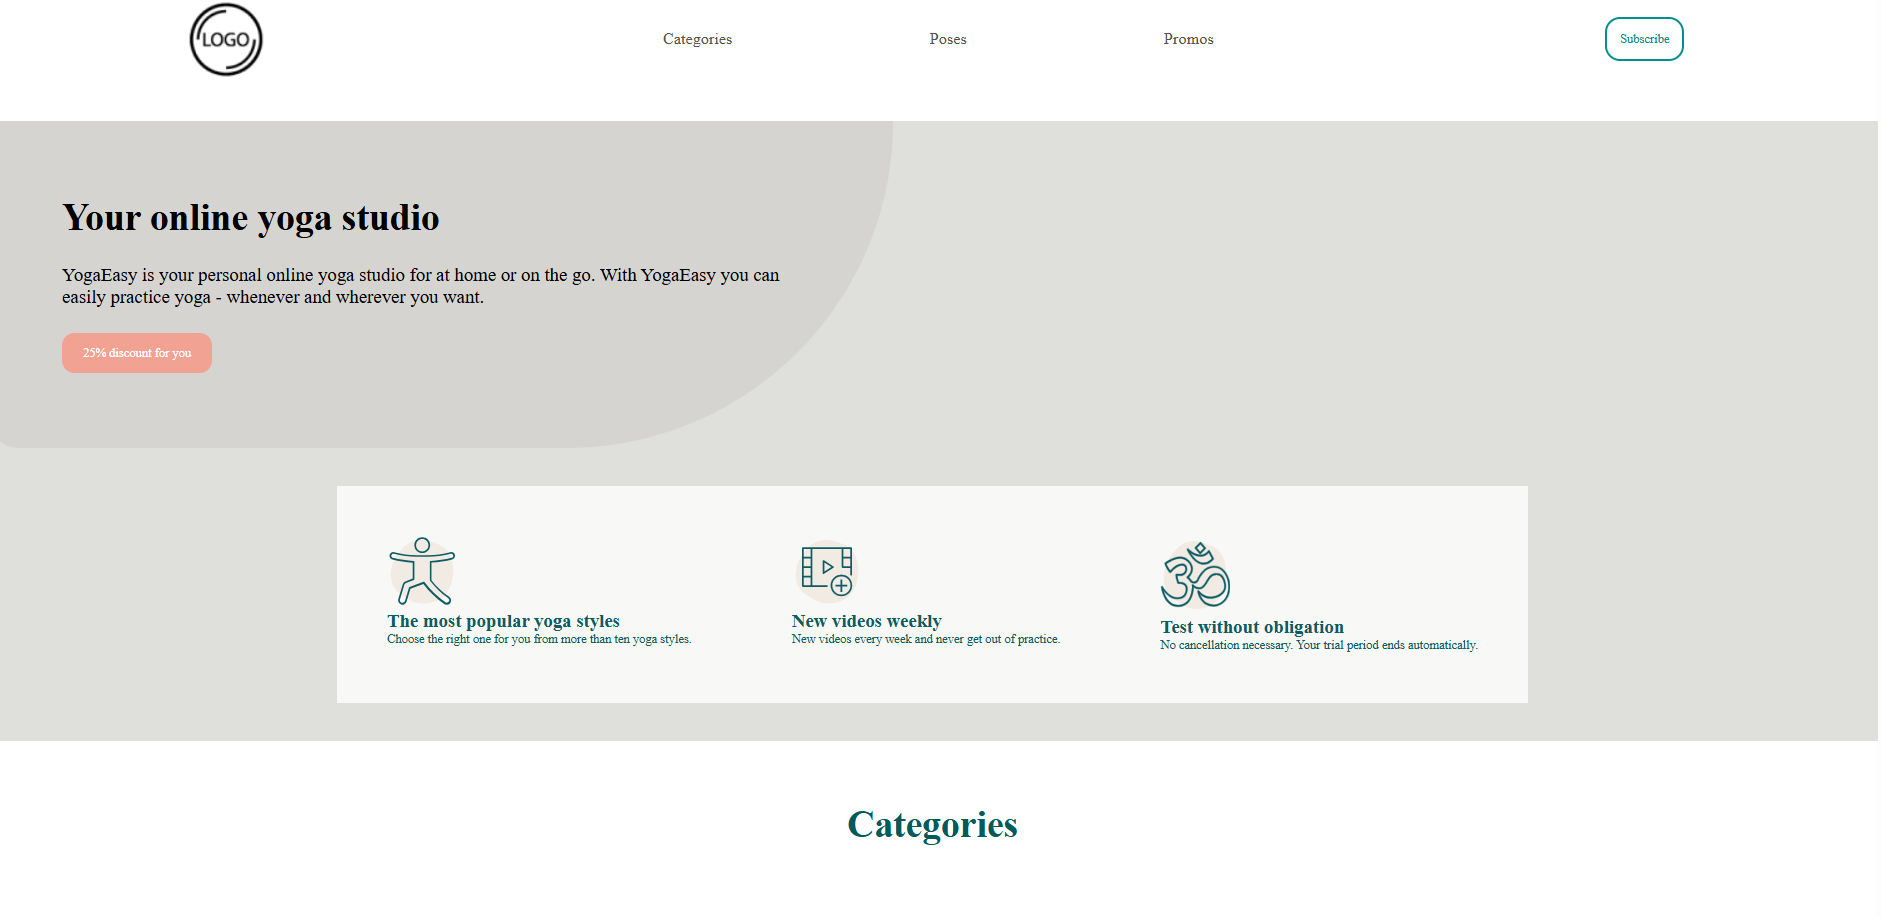 LOGO
Categories
Poses
Promos
Subscribe
Your online yoga studio
YogaEasy is your personal online yoga studio for at home or on the go. With YogaEasy you can
easily practice yoga - whenever and wherever you want.
25% discount for you
The most popular yoga styles
Choose the right one for you from more than ten yoga styles.
New videos weekly
New videos every week and never get out of practice.
ॐ
Test without obligation
No cancellation necessary. Your trial period ends automatically.
Categories